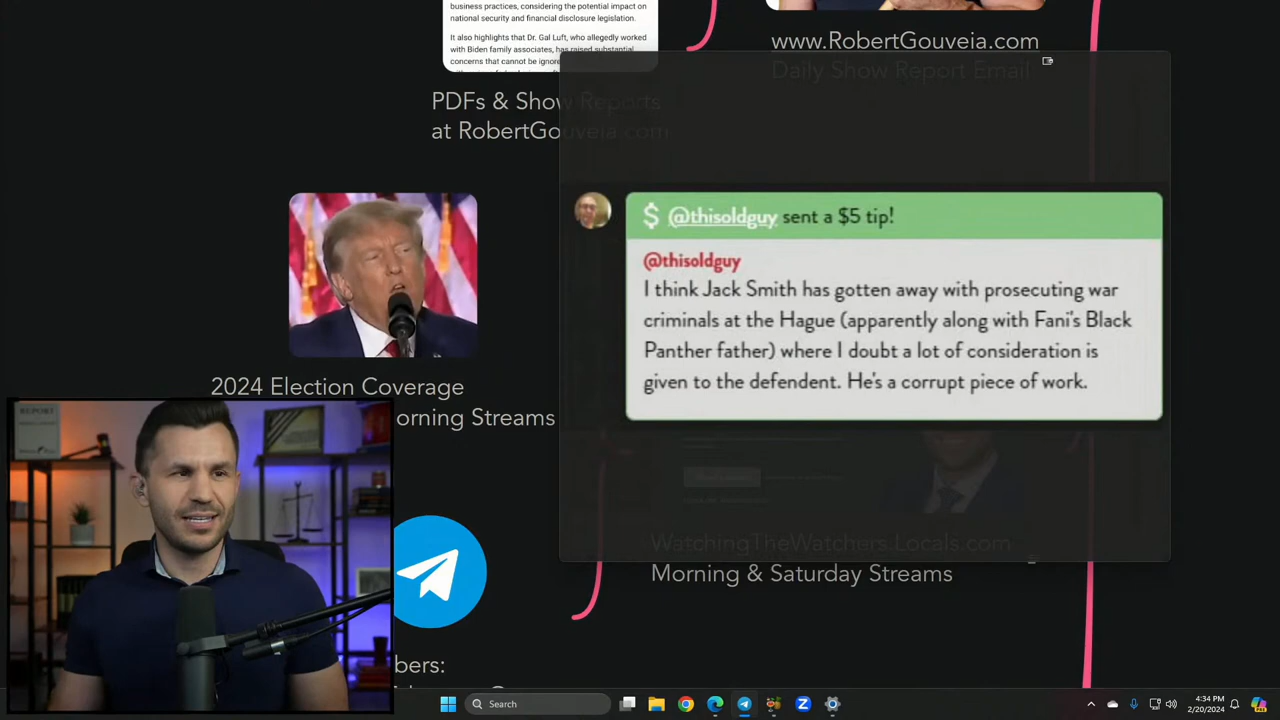 business practices, considering the potential impact on
national security and financial disclosure legislation.
It also highlights that Dr. Gal Luft, who allegedly worked
with Biden family associates, has raised substantial
concerns that cannot be ignore
PDFs & Show Reports
at RobertGouveia.com
www.RobertGouveia.com
Daily Show Report Email
$ @thisoldguy sent a $5 tip!
@thisoldguy
I think Jack Smith has gotten away with prosecuting war
criminals at the Hague (apparently along with Fani's Black
Panther father) where I doubt a lot of consideration is
given to the defendent. He's a corrupt piece of work.
2024 Election Coverage
orning Streams
REPORT
WatchingTheWatchers.Locals.com
Morning & Saturday Streams
bers:
Search
4:34 PM
2/20/2024